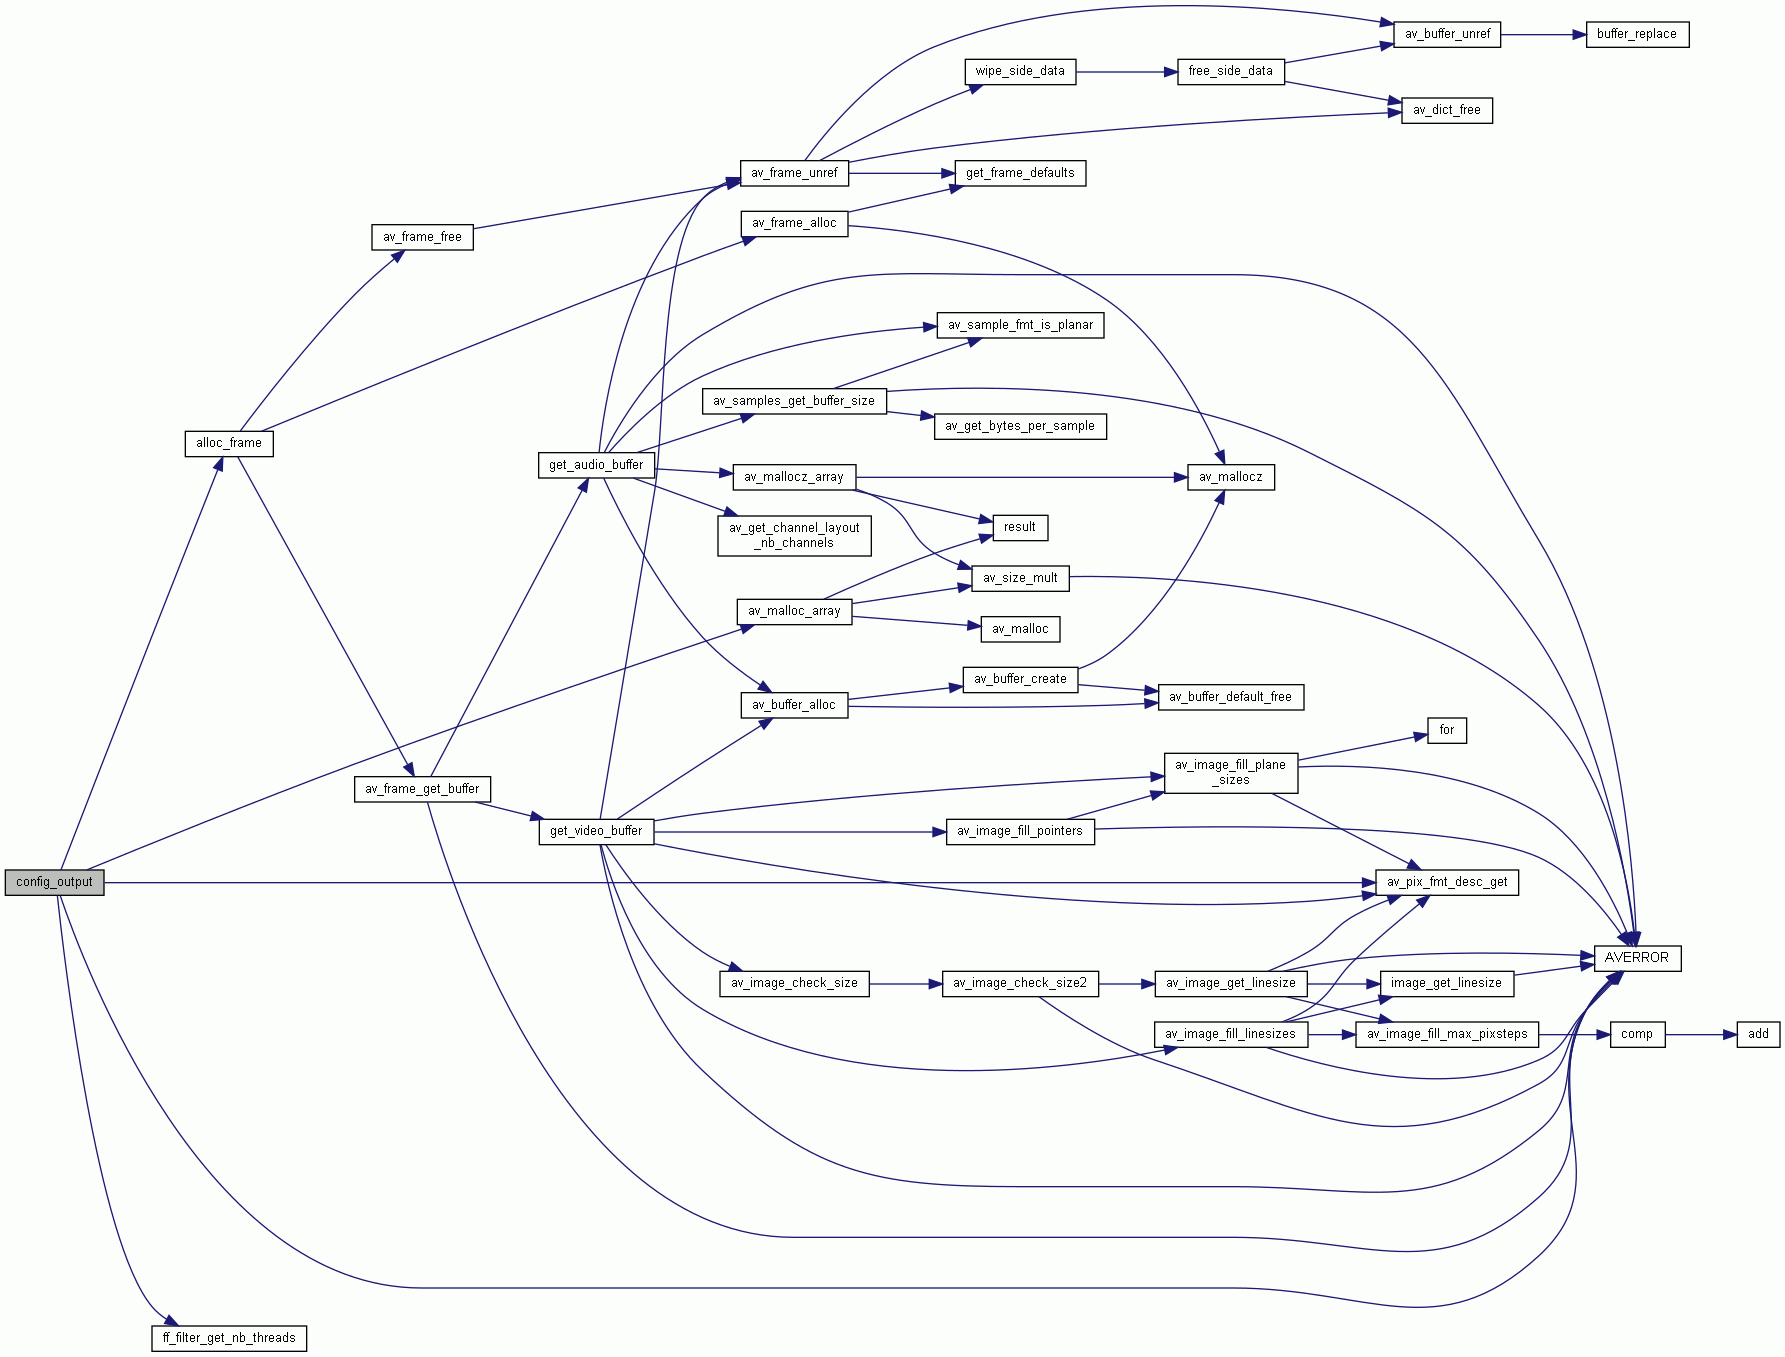 av_buffer_unref
buffer_replace
wipe_side_data
free_side_data
av_dict_free
av_frame_unref
get_frame_defaults
av_frame_alloc
av_frame_free
av_sample_fmt_is_planar
av_samples_get_buffer_size
av_get_bytes_per_sample
alloc_frame
get_audio_buffer
av_mallocz_array
av_mallocz
av_get_channel_layout
_nb_channels
result
av_size_mult
av_malloc_array
av_malloc
av_buffer_create
av_buffer_default_free
av_buffer_alloc
for
av_image_fill_plane
_sizes
av_frame_get_buffer
get_video_buffer
av_image_fill_pointers
config_output
av_pix_fmt_desc_get
AVERROR
av_image_check_size
av_image_check_size2
av_image_get_linesize
image_get_linesize
av_image_fill_linesizes
av_image_fill_max_pixsteps
comp
add
ff_filter_get_nb_threads